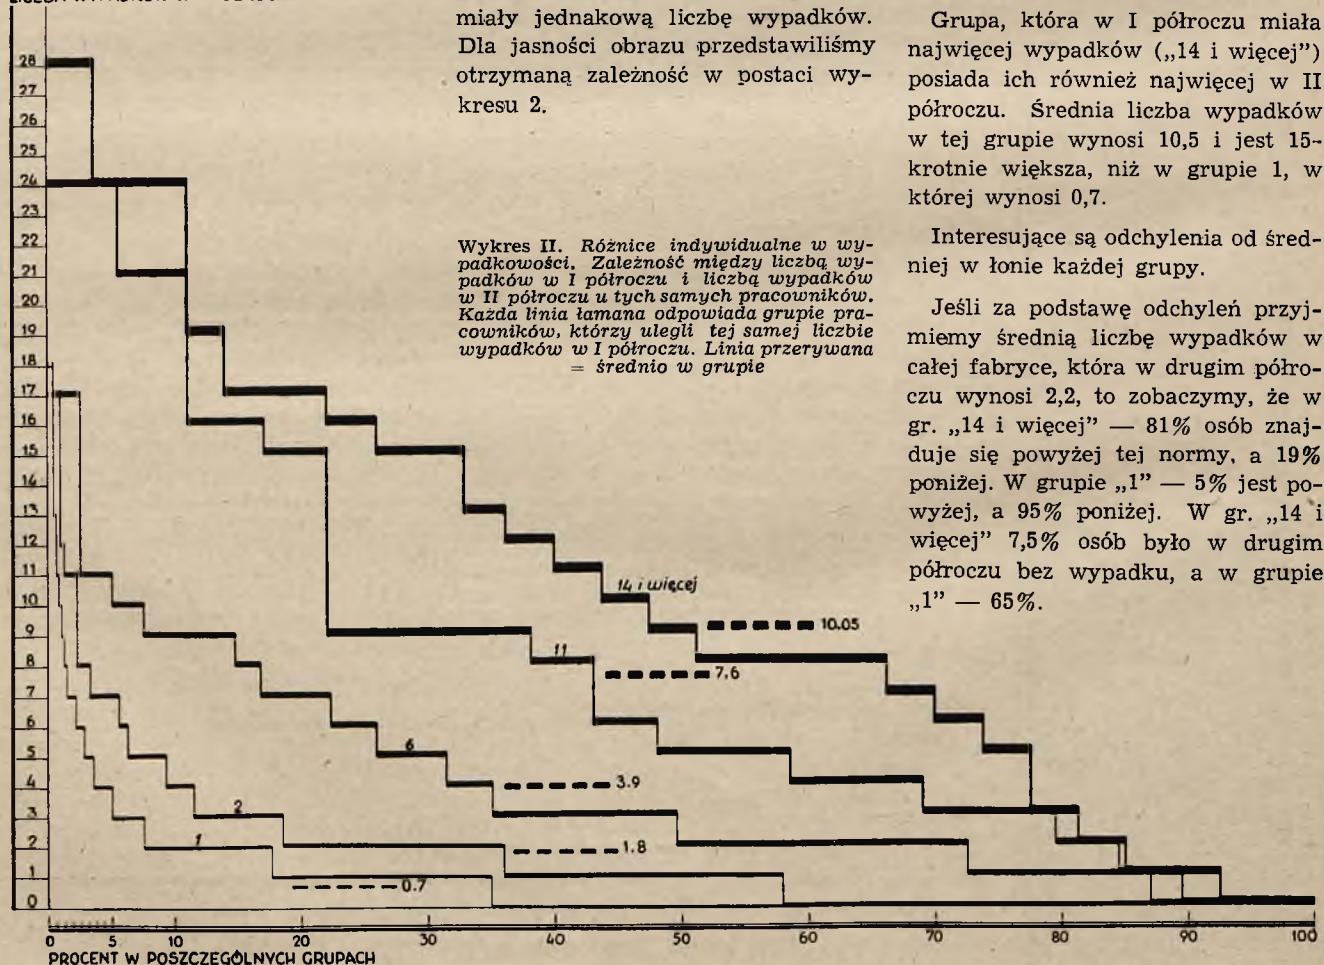 miały jednakową liczbę wypadków.
Dla jasności obrazu przedstawiliśmy
otrzymaną zależność w postaci wy-
kresu 2.
Wykres II. Różnice indywidualne w wy-
padkowości. Zależność między liczbą wy-
padków w I półroczu i liczbą wypadków
w II półroczu u tych samych pracowników.
Każda linia łamana odpowiada grupie pra-
cowników, którzy ulegli tej samej liczbie
wypadków w I półroczu. Linia przerywana
= średnio w grupie
Grupa, która w I półroczu miała
najwięcej wypadków („14 i więcej”)
posiada ich również najwięcej w II
półroczu. Średnia liczba wypadków
w tej grupie wynosi 10,5 i jest 15-
krotnie większa, niż w grupie 1, w
której wynosi 0,7.
Interesujące są odchylenia od śred-
niej w łonie każdej grupy.
Jeśli za podstawę odchyleń przyj-
miemy średnią liczbę wypadków w
całej fabryce, która w drugim półro-
czu wynosi 2,2, to zobaczymy, że w
gr. „14 i więcej” — 81% osób znaj-
duje się powyżej tej normy, a 19%
poniżej. W grupie „1” — 5% jest po-
wyżej, a 95% poniżej. W gr. „14 i
więcej” 7,5% osób było w drugim
półroczu bez wypadku, a w grupie
„1” — 65%.
28
27
26
25
24
23
22
21
20
19
18
17
16
15
14
13
12
11
10
9
8
7
6
5
4
3
2
1
0
14 i więcej
10.05
11
7.6
6
3.9
2
1.8
1
0.7
0 5 10 20 30 40 50 60 70 80 90 100
PROCENT W POSZCZEGÓLNYCH GRUPACH